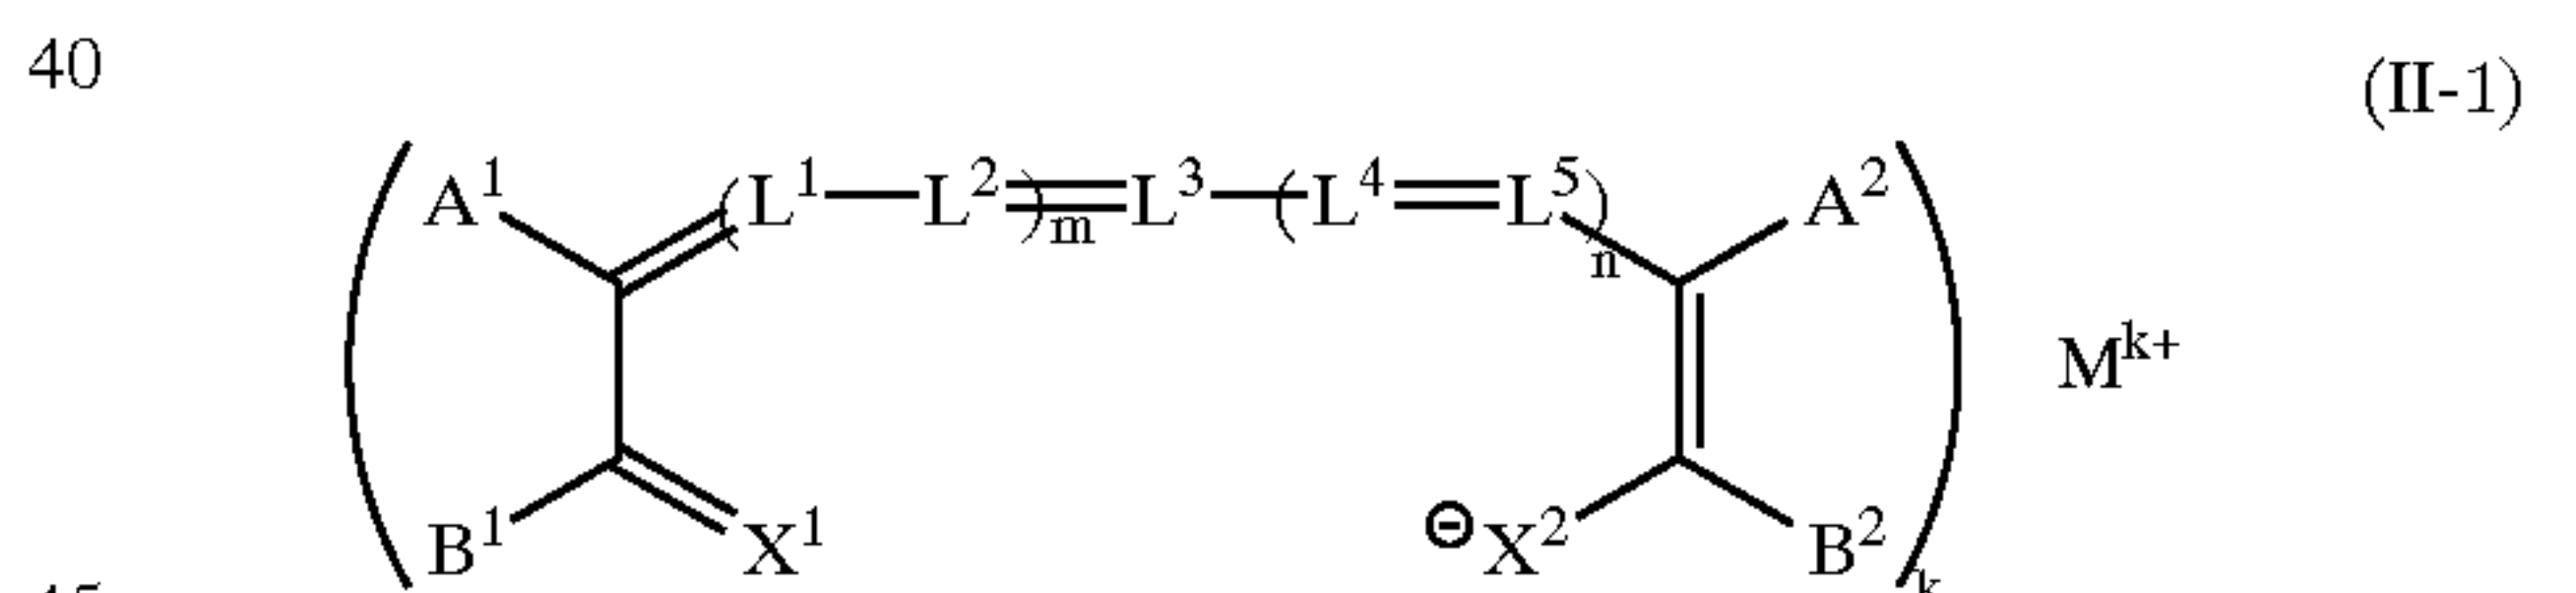 40
(II-1)
A¹ (L¹—L²)m=L³—(L⁴=L⁵)n A²
Mᵏ⁺
B¹ X¹ ⊖X² B² k